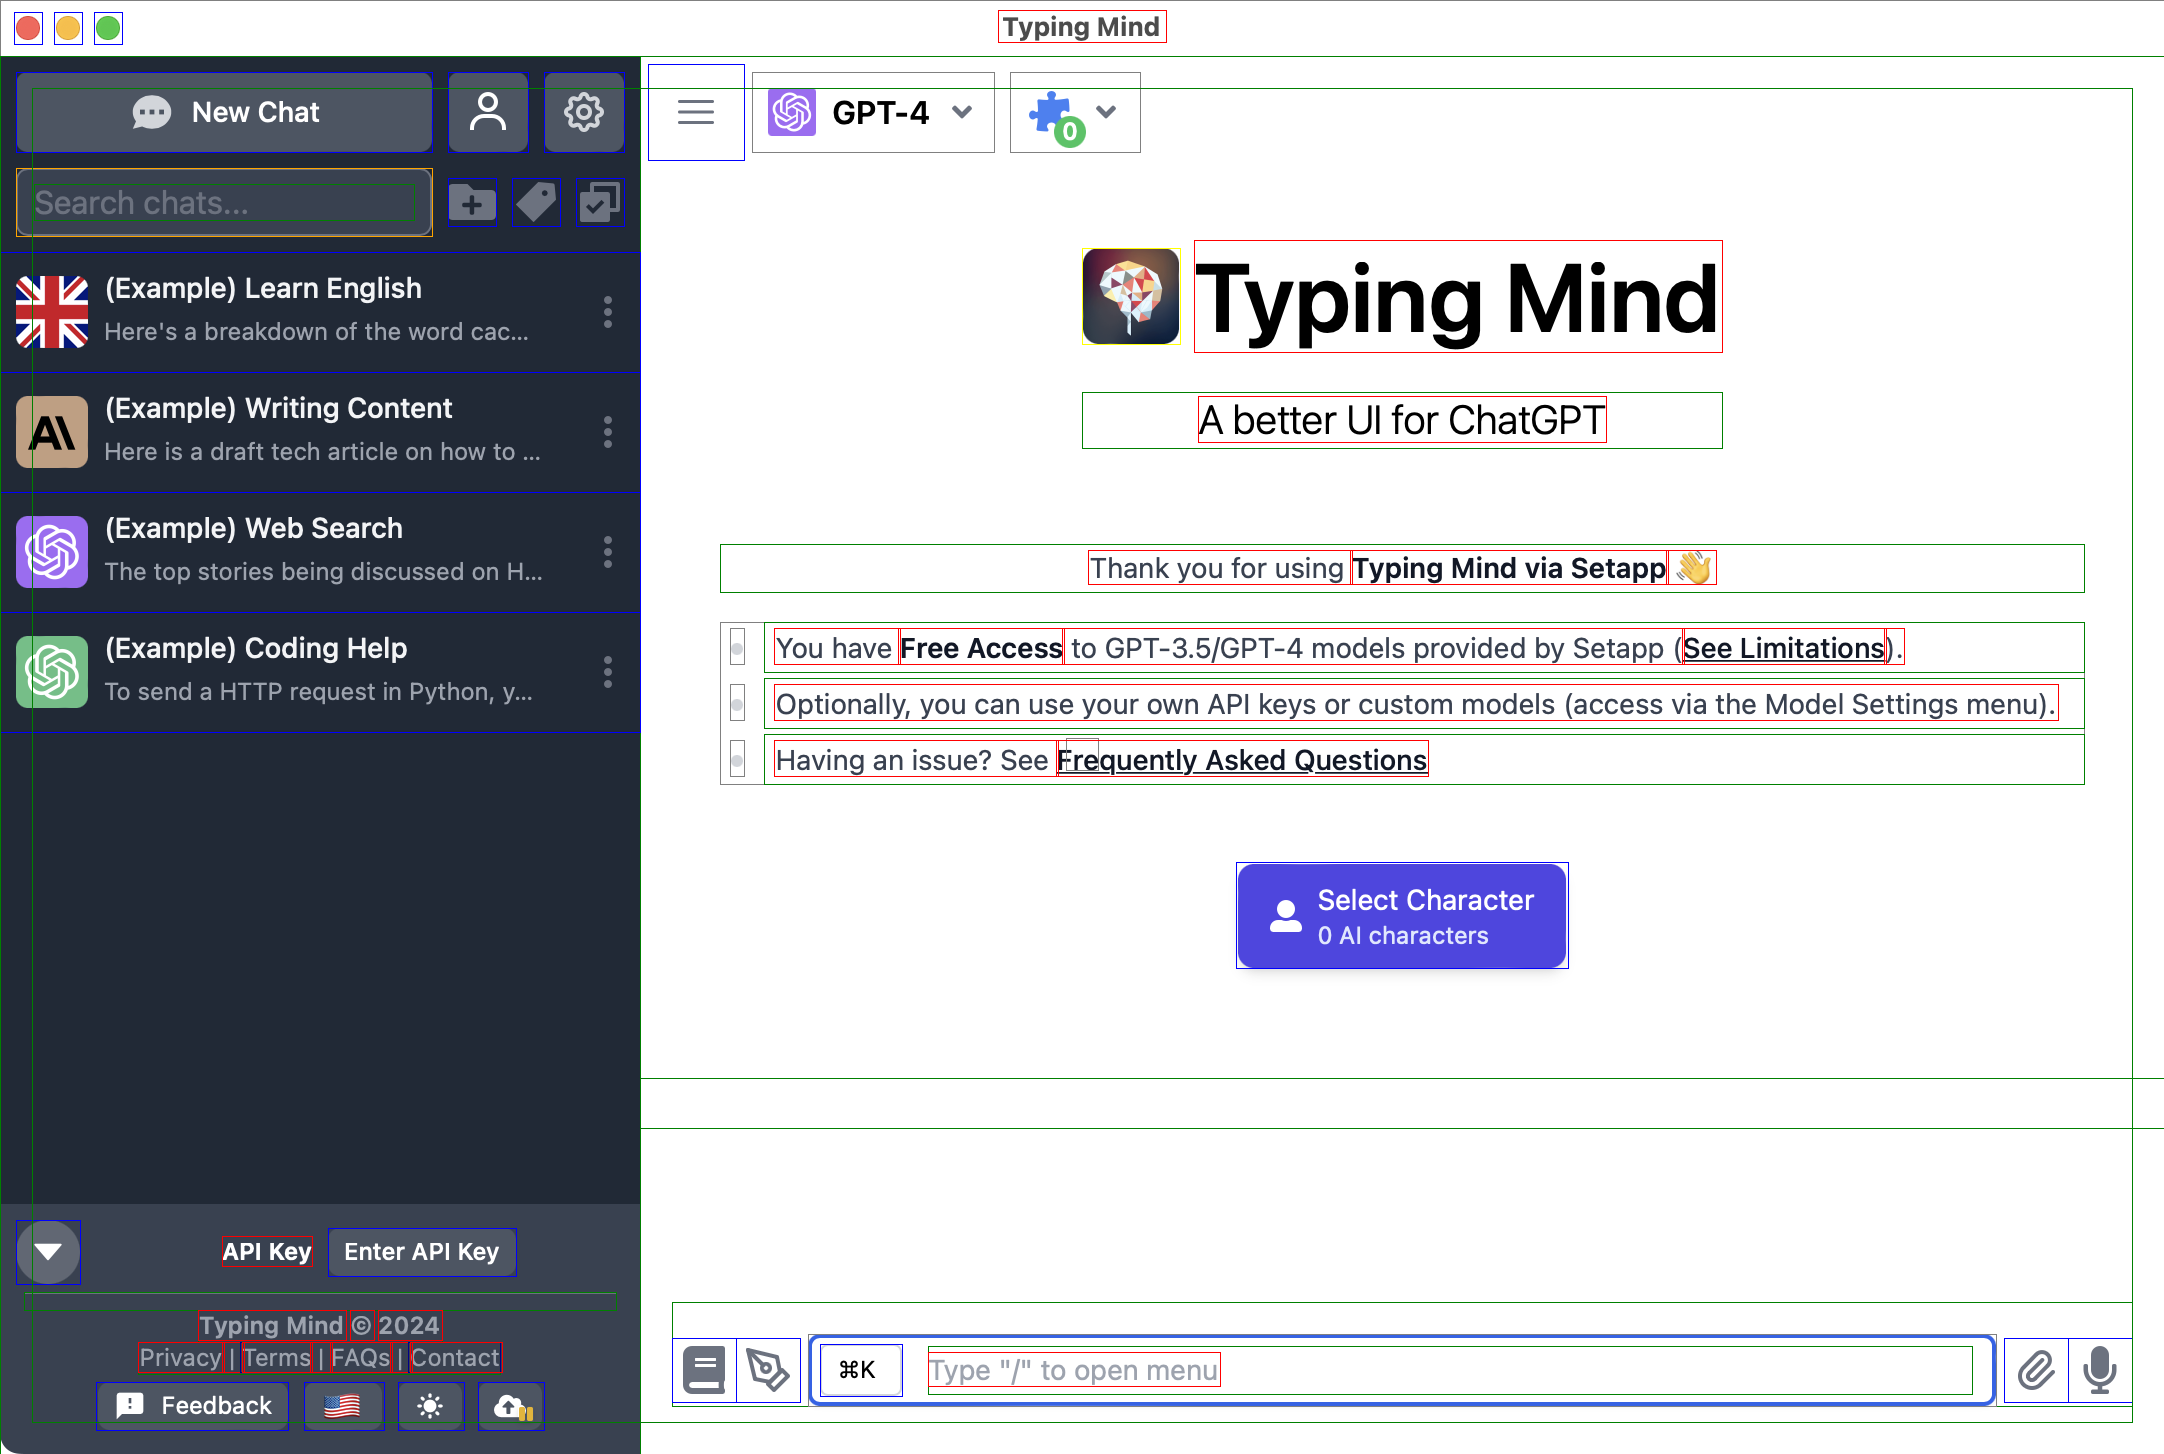 Typing Mind
New Chat
Search chats...
(Example) Learn English
Here's a breakdown of the word cac...
(Example) Writing Content
Here is a draft tech article on how to ...
(Example) Web Search
The top stories being discussed on H...
(Example) Coding Help
To send a HTTP request in Python, y...
API Key Enter API Key
Typing Mind © 2024
Privacy | Terms | FAQs | Contact
Feedback
GPT-4
0
Typing Mind
A better UI for ChatGPT
Thank you for using Typing Mind via Setapp 👋
You have Free Access to GPT-3.5/GPT-4 models provided by Setapp (See Limitations).
Optionally, you can use your own API keys or custom models (access via the Model Settings menu).
Having an issue? See Frequently Asked Questions
Select Character
0 AI characters
⌘K Type "/" to open menu